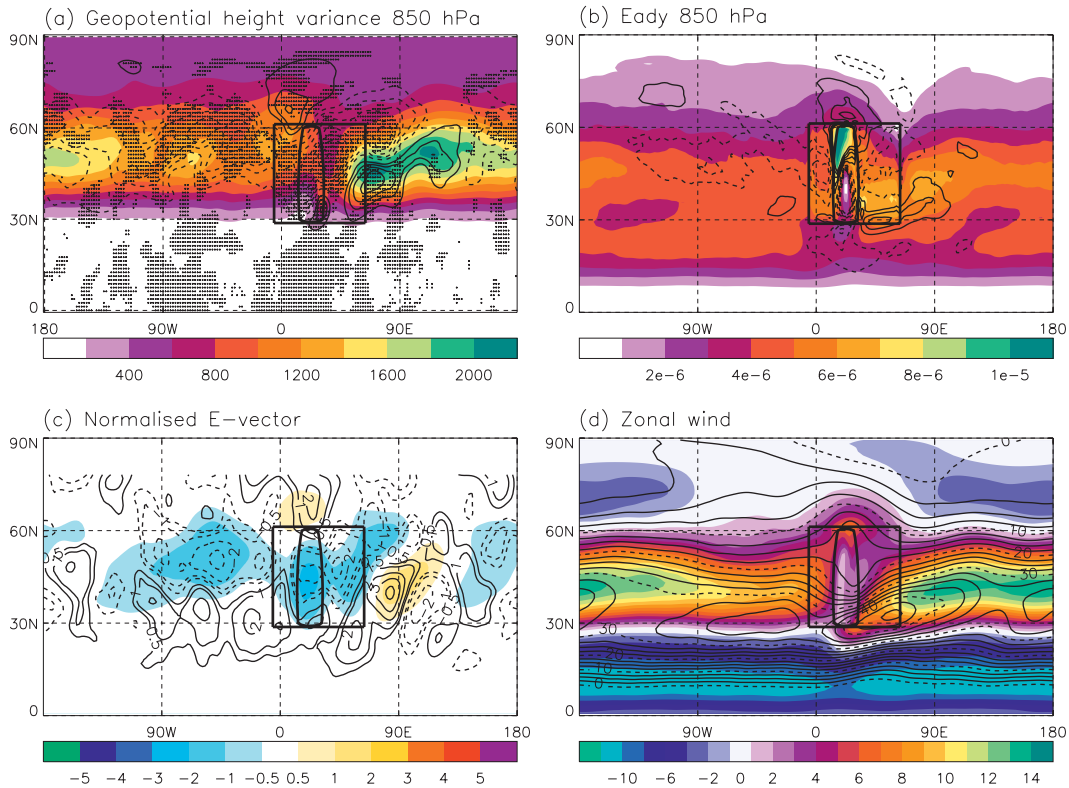 (a) Geopotential height variance 850 hPa
90N
60N
30N
0
180 90W 0 90E
400 800 1200 1600 2000
(b) Eady 850 hPa
90N
60N
30N
0
90W 0 90E 180
2e-6 4e-6 6e-6 8e-6 1e-5
(c) Normalised E-vector
90N
60N
30N
0
90W 0 90E 180
-5 -4 -3 -2 -1 -0.5 0.5 1 2 3 4 5
(d) Zonal wind
90N
60N
30N
0
0
10
20
30
30
20
10
0
90W 0 90E 180
-10 -6 -2 0 2 4 6 8 10 12 14